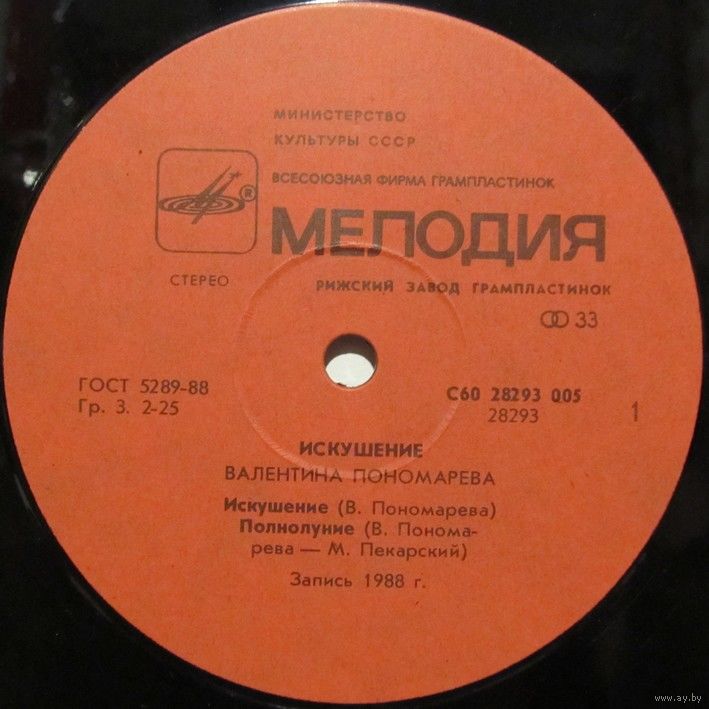 МИНИСТЕРСТВО
КУЛЬТУРЫ СССР
ВСЕСОЮЗНАЯ ФИРМА ГРАМПЛАСТИНОК
®
МЕЛОДИЯ
СТЕРЕО
РИЖСКИЙ ЗАВОД ГРАМПЛАСТИНОК
33
ГОСТ 5289-88
Гр. 3. 2-25
С60 28293 005
28293
1
ИСКУШЕНИЕ
ВАЛЕНТИНА ПОНОМАРЕВА
Искушение (В. Пономарева)
Полнолуние (В. Понома-
рева — М. Пекарский)
Запись 1988 г.
www.ay.by